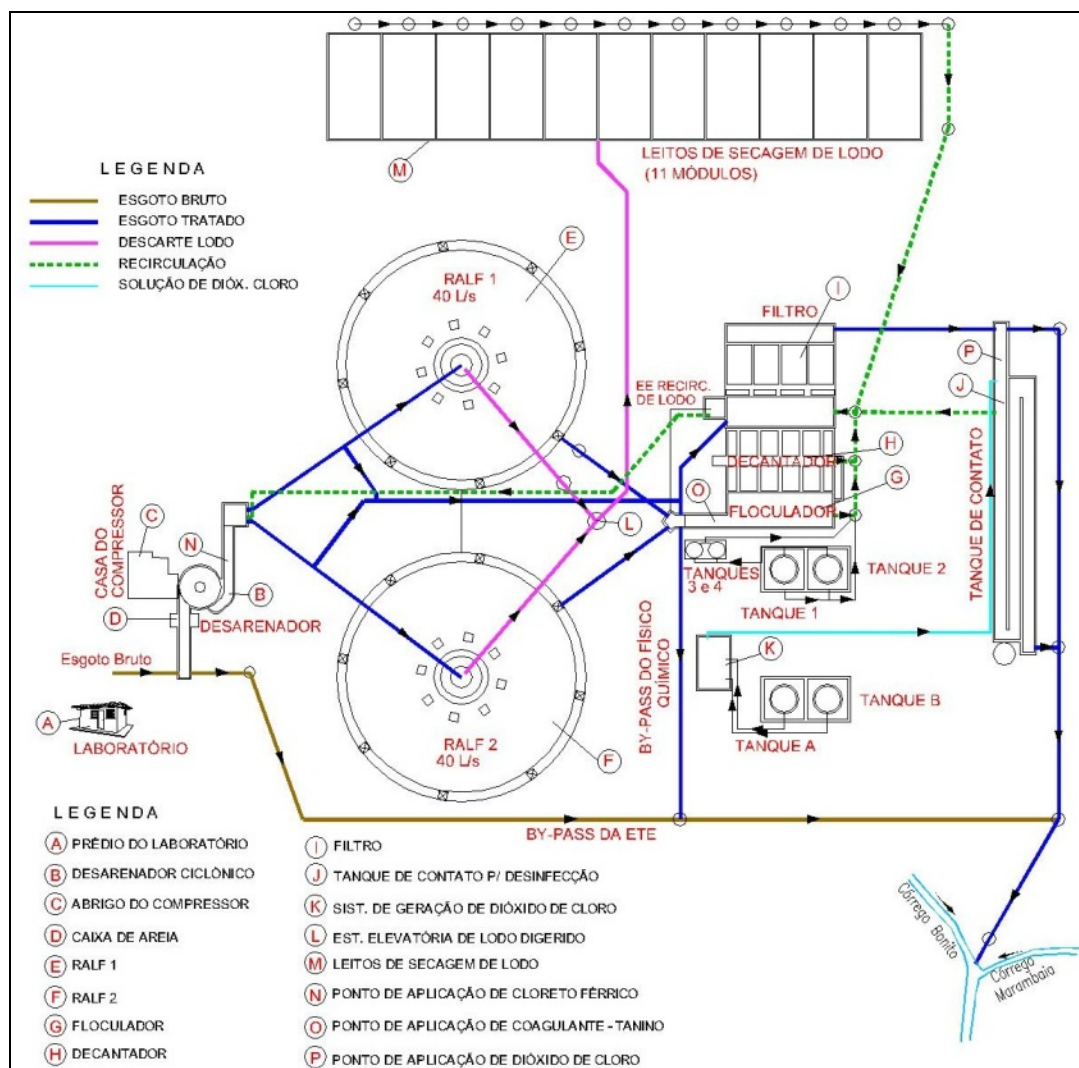 LEITOS DE SECAGEM DE LODO
(11 MÓDULOS)
M
LEGENDA
ESGOTO BRUTO
ESGOTO TRATADO
DESCARTE LODO
RECIRCULAÇÃO
SOLUÇÃO DE DIÓX. CLORO
E
RALF 1
40 L/s
I
FILTRO
P
J
EE RECIRC.
DE LODO
H
DECANTADOR
G
O
FLOCULADOR
L
TANQUE DE CONTATO
C
CASA DO
COMPRESSOR
N
B
D
DESARENADOR
TANQUES
3 e 4
TANQUE 2
TANQUE 1
Esgoto Bruto
A
LABORATÓRIO
BY-PASS DO FÍSICO
QUÍMICO
K
TANQUE B
TANQUE A
RALF 2
40 L/s
F
BY-PASS DA ETE
Córrego Bonito
Córrego
Marambaia
LEGENDA
A PRÉDIO DO LABORATÓRIO
B DESARENADOR CICLÔNICO
C ABRIGO DO COMPRESSOR
D CAIXA DE AREIA
E RALF 1
F RALF 2
G FLOCULADOR
H DECANTADOR
I FILTRO
J TANQUE DE CONTATO P/ DESINFECÇÃO
K SIST. DE GERAÇÃO DE DIÓXIDO DE CLORO
L EST. ELEVATÓRIA DE LODO DIGERIDO
M LEITOS DE SECAGEM DE LODO
N PONTO DE APLICAÇÃO DE CLORETO FÉRRICO
O PONTO DE APLICAÇÃO DE COAGULANTE - TANINO
P PONTO DE APLICAÇÃO DE DIÓXIDO DE CLORO